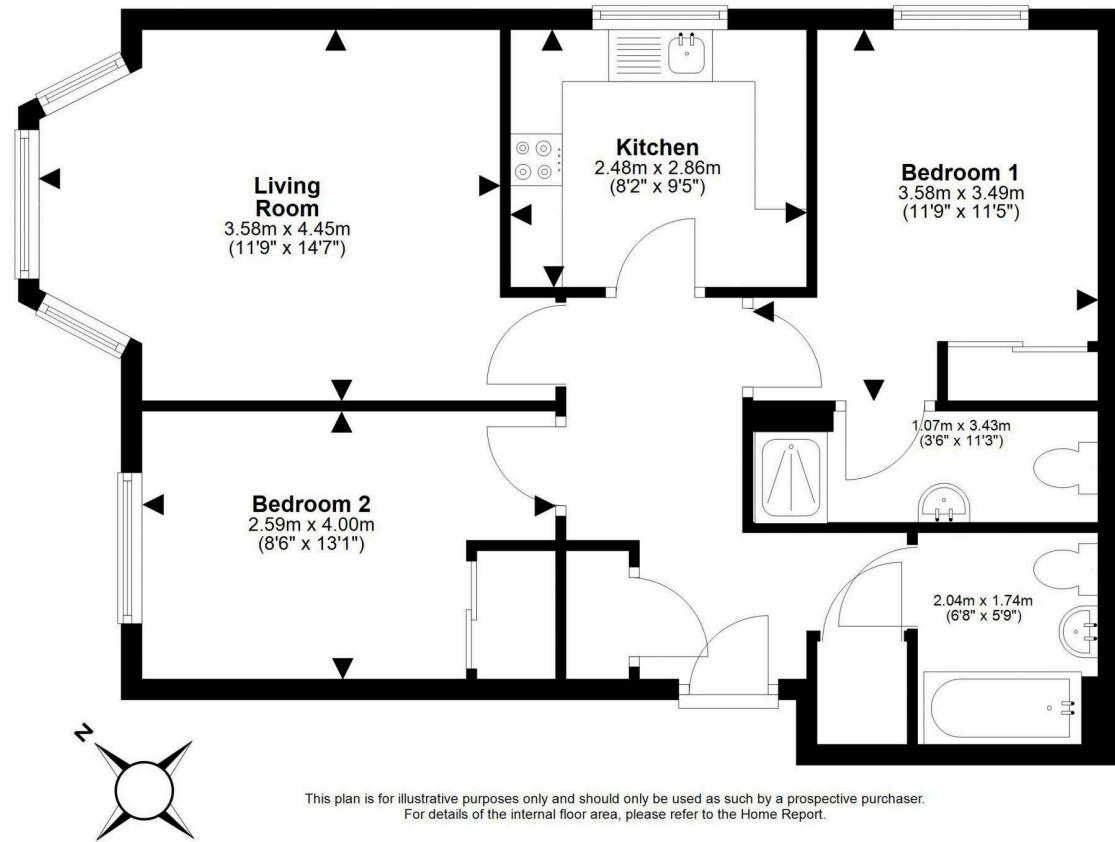 Living
Room
3.58m x 4.45m
(11'9" x 14'7")
Kitchen
2.48m x 2.86m
(8'2" x 9'5")
Bedroom 1
3.58m x 3.49m
(11'9" x 11'5")
Bedroom 2
2.59m x 4.00m
(8'6" x 13'1")
1.07m x 3.43m
(3'6" x 11'3")
2.04m x 1.74m
(6'8" x 5'9")
N
This plan is for illustrative purposes only and should only be used as such by a prospective purchaser.
For details of the internal floor area, please refer to the Home Report.